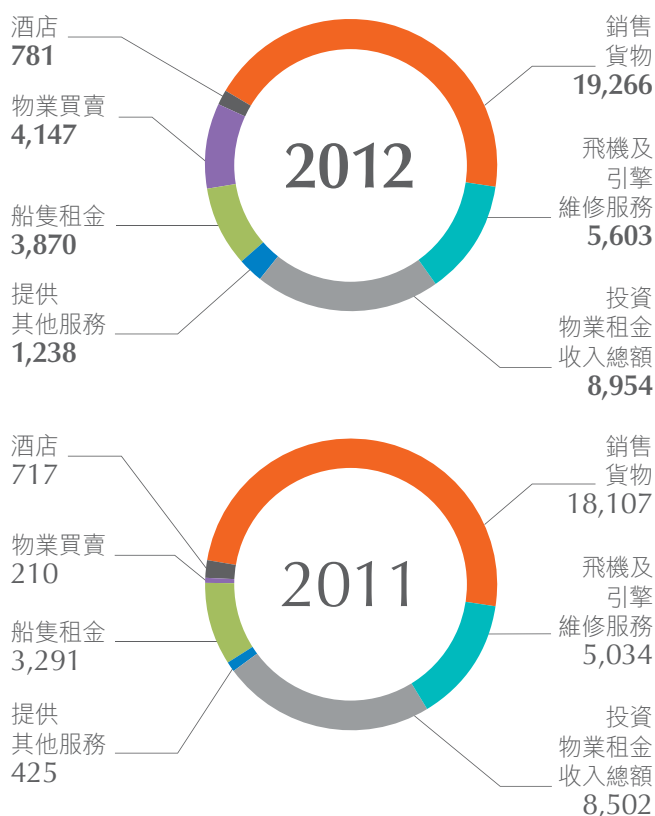 酒店
781
物業買賣
4,147
船隻租金
3,870
提供
其他服務
1,238
2012
銷售
貨物
19,266
飛機及
引擎
維修服務
5,603
投資
物業租金
收入總額
8,954
酒店
717
物業買賣
210
船隻租金
3,291
提供
其他服務
425
2011
銷售
貨物
18,107
飛機及
引擎
維修服務
5,034
投資
物業租金
收入總額
8,502